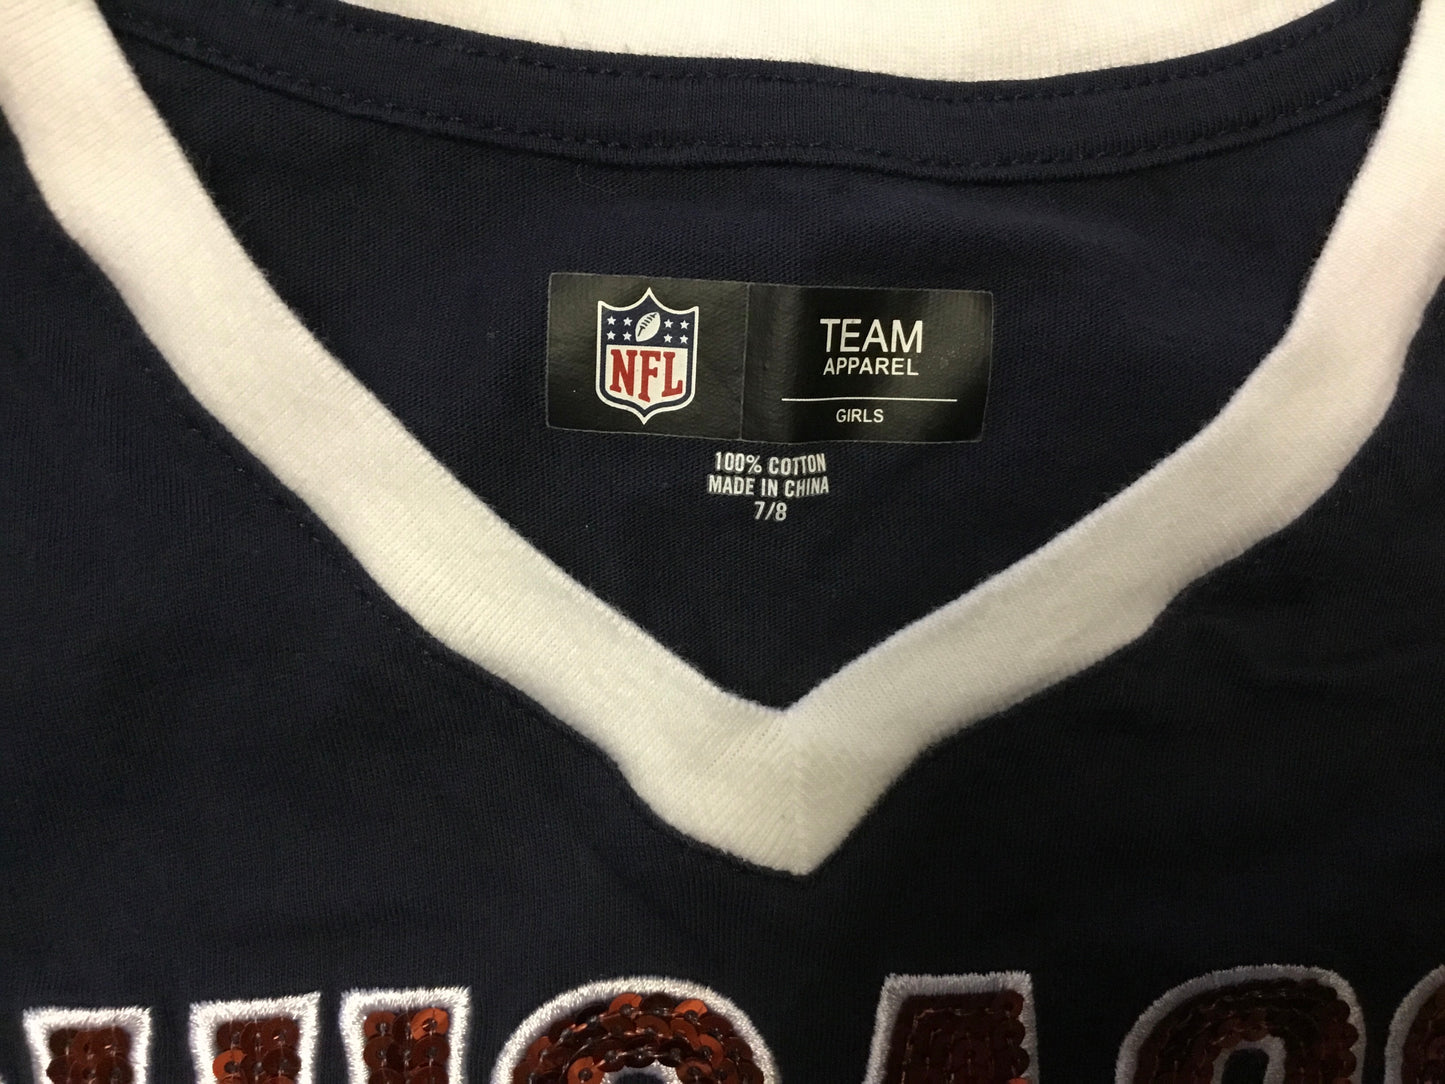 NFL
TEAM
APPAREL
GIRLS
100% COTTON
MADE IN CHINA
7/8